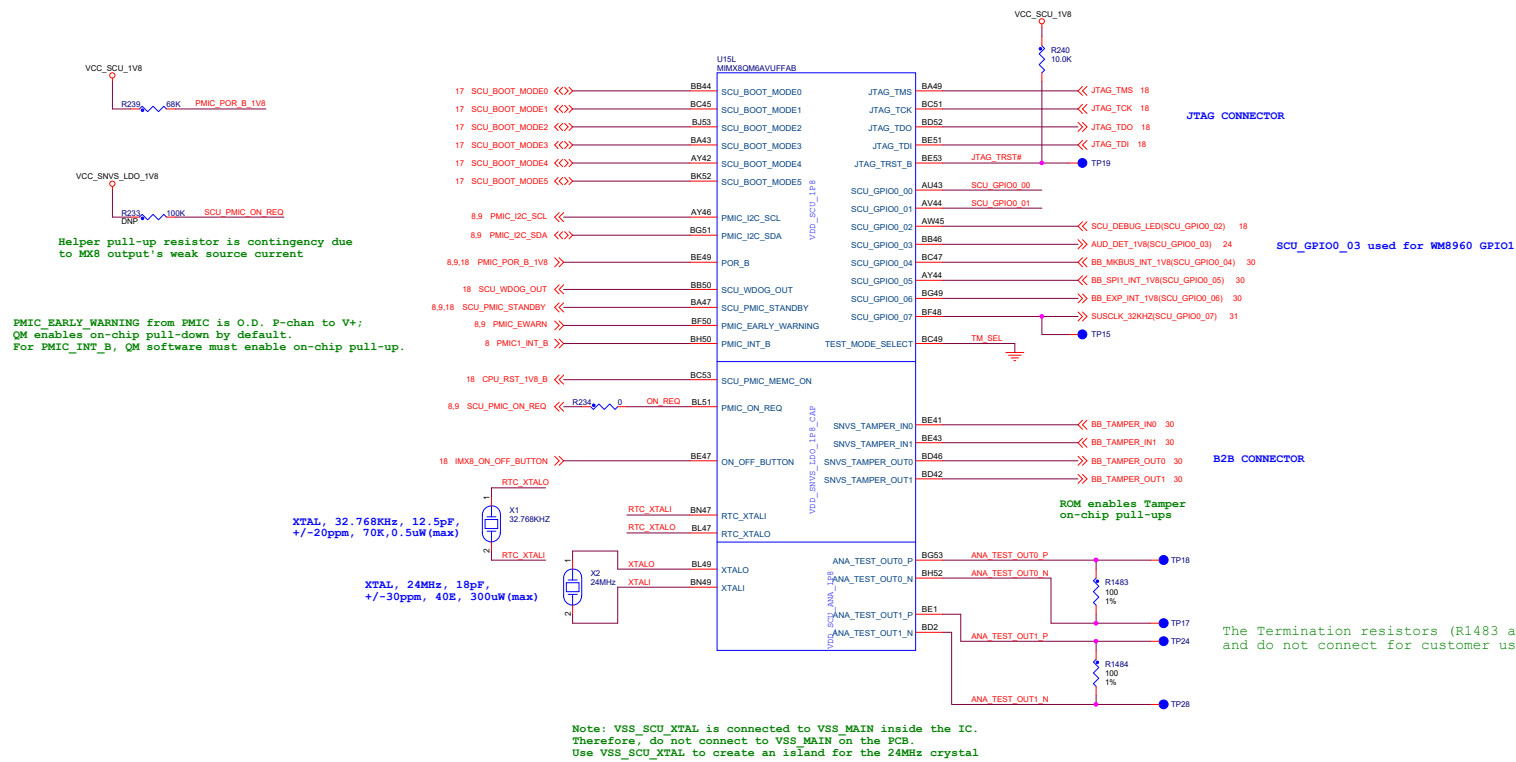 VCC_SCU_1V8
R240
10.0K
VCC_SCU_1V8
R239 68K PMIC_POR_B_1V8
VCC_SNVS_LDO_1V8
R233 100K SCU_PMIC_ON_REQ
DNP
Helper pull-up resistor is contingency due
to MX8 output's weak source current
PMIC_EARLY_WARNING from PMIC is O.D. P-chan to V+;
QM enables on-chip pull-down by default.
For PMIC_INT_B, QM software must enable on-chip pull-up.
U15L
MIMX8QM6AVUFFAB
17 SCU_BOOT_MODE0 BB44 SCU_BOOT_MODE0
17 SCU_BOOT_MODE1 BC45 SCU_BOOT_MODE1
17 SCU_BOOT_MODE2 BJ53 SCU_BOOT_MODE2
17 SCU_BOOT_MODE3 BA43 SCU_BOOT_MODE3
17 SCU_BOOT_MODE4 AY42 SCU_BOOT_MODE4
17 SCU_BOOT_MODE5 BK52 SCU_BOOT_MODE5
8,9 PMIC_I2C_SCL AY46 PMIC_I2C_SCL
8,9 PMIC_I2C_SDA BG51 PMIC_I2C_SDA
8,9,18 PMIC_POR_B_1V8 BE49 POR_B
18 SCU_WDOG_OUT BB50 SCU_WDOG_OUT
8,9,18 SCU_PMIC_STANDBY BA47 SCU_PMIC_STANDBY
8,9 PMIC_EWARN BF50 PMIC_EARLY_WARNING
8 PMIC1_INT_B BH50 PMIC_INT_B
18 CPU_RST_1V8_B BC53 SCU_PMIC_MEMC_ON
8,9 SCU_PMIC_ON_REQ R234 0 ON_REQ BL51 PMIC_ON_REQ
18 IMX8_ON_OFF_BUTTON BE47 ON_OFF_BUTTON
RTC_XTALI BN47 RTC_XTALI
RTC_XTALO BL47 RTC_XTALO
XTALO BL49 XTALO
XTALI BN49 XTALI
VDD_SCU_1P8
VDD_SNVS_LDO_1P8_CAP
VDD_SCU_ANA_1P8
JTAG_TMS BA49 JTAG_TMS 18
JTAG_TCK BC51 JTAG_TCK 18
JTAG_TDO BD52 JTAG_TDO 18
JTAG_TDI BE51 JTAG_TDI 18
JTAG_TRST_B BE53 JTAG_TRST# TP19
JTAG CONNECTOR
SCU_GPIO0_00 AU43 SCU_GPIO0_00
SCU_GPIO0_01 AV44 SCU_GPIO0_01
SCU_GPIO0_02 AW45 SCU_DEBUG_LED(SCU_GPIO0_02) 18
SCU_GPIO0_03 BB46 AUD_DET_1V8(SCU_GPIO0_03) 24
SCU_GPIO0_04 BC47 BB_MKBUS_INT_1V8(SCU_GPIO0_04) 30
SCU_GPIO0_05 AY44 BB_SPI1_INT_1V8(SCU_GPIO0_05) 30
SCU_GPIO0_06 BG49 BB_EXP_INT_1V8(SCU_GPIO0_06) 30
SCU_GPIO0_07 BF48 SUSCLK_32KHZ(SCU_GPIO0_07) 31
TP15
SCU_GPIO0_03 used for WM8960 GPIO1
TEST_MODE_SELECT BC49 TM_SEL
SNVS_TAMPER_IN0 BE41 BB_TAMPER_IN0 30
SNVS_TAMPER_IN1 BE43 BB_TAMPER_IN1 30
SNVS_TAMPER_OUT0 BD46 BB_TAMPER_OUT0 30
SNVS_TAMPER_OUT1 BD42 BB_TAMPER_OUT1 30
B2B CONNECTOR
ROM enables Tamper
on-chip pull-ups
ANA_TEST_OUT0_P BG53 ANA_TEST_OUT0_P TP18
ANA_TEST_OUT0_N BH52 ANA_TEST_OUT0_N
R1483
100
1%
TP17
ANA_TEST_OUT1_P BE1 ANA_TEST_OUT1_P TP24
ANA_TEST_OUT1_N BD2
R1484
100
1%
ANA_TEST_OUT1_N TP28
The Termination resistors (R1483 a
and do not connect for customer us
RTC_XTALO
1
X1
32.768KHZ
2
RTC_XTALI
XTAL, 32.768KHz, 12.5pF,
+/-20ppm, 70K,0.5uW(max)
1
X2
24MHz
2
XTAL, 24MHz, 18pF,
+/-30ppm, 40E, 300uW(max)
Note: VSS_SCU_XTAL is connected to VSS_MAIN inside the IC.
Therefore, do not connect to VSS_MAIN on the PCB.
Use VSS_SCU_XTAL to create an island for the 24MHz crystal